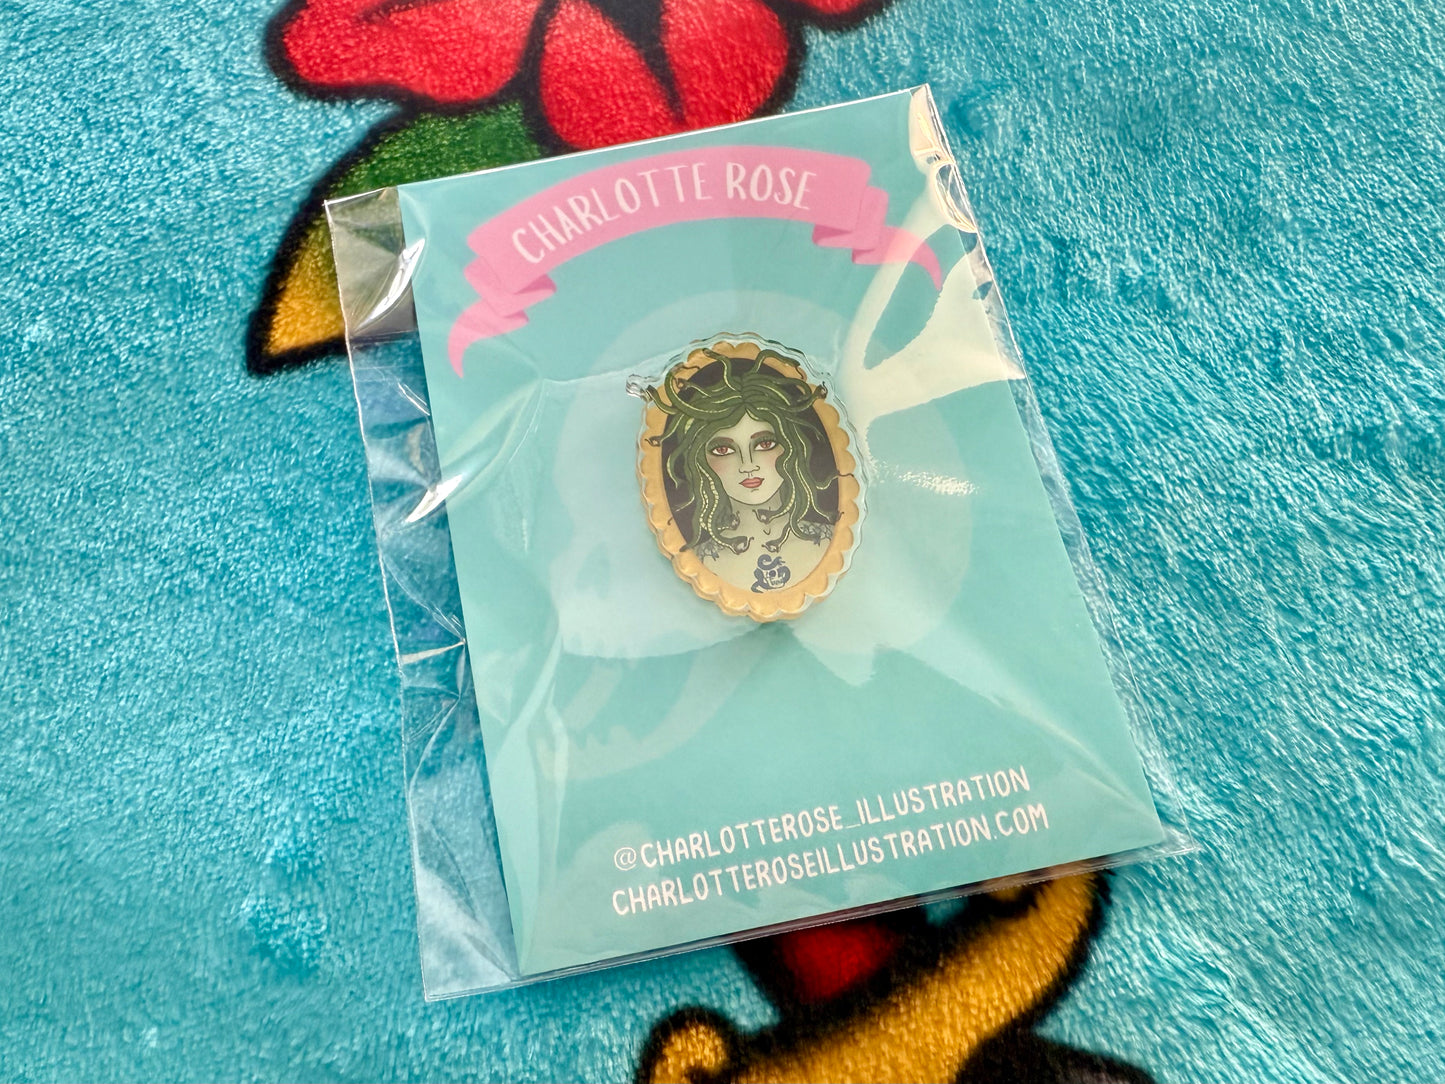 CHARLOTTE ROSE
@CHARLOTTEROSE_ILLUSTRATION
CHARLOTTEROSEILLUSTRATION.COM